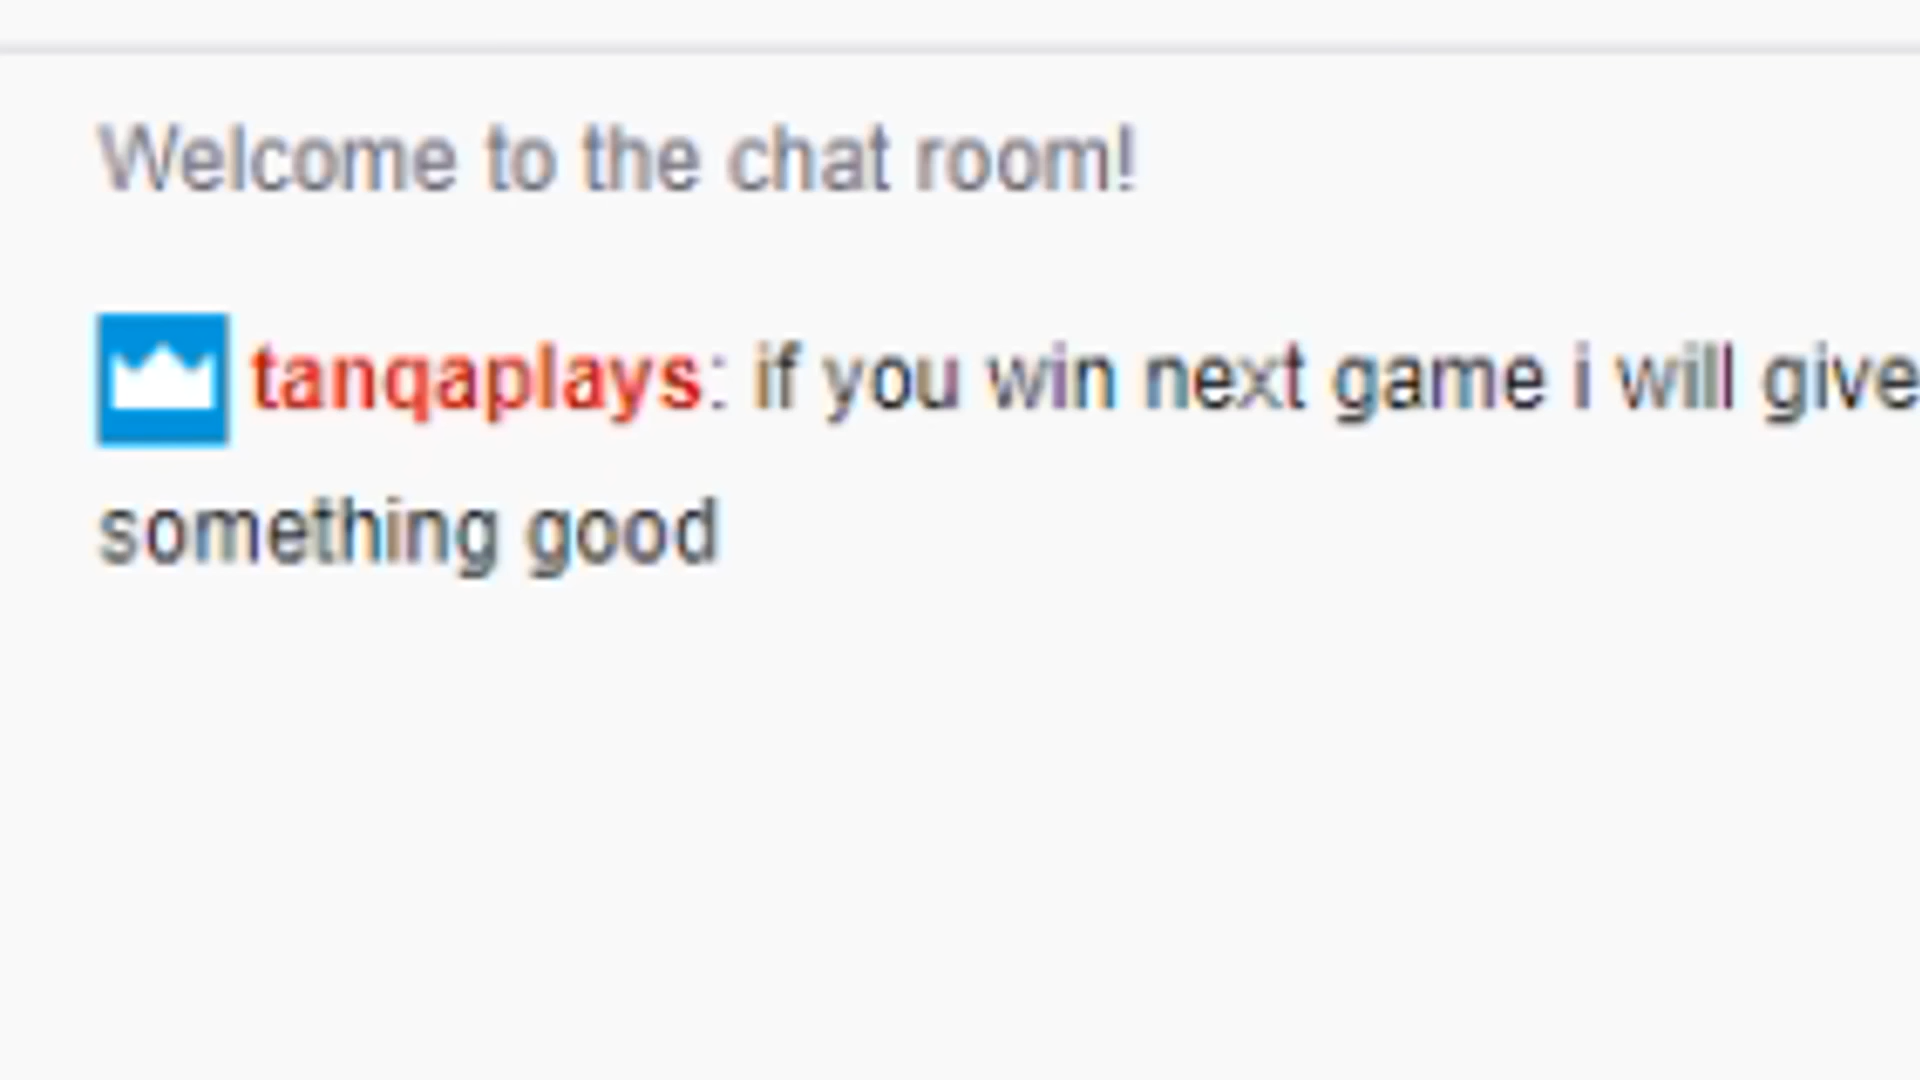 Welcome to the chat room!
tanqaplays: if you win next game i will give
something good